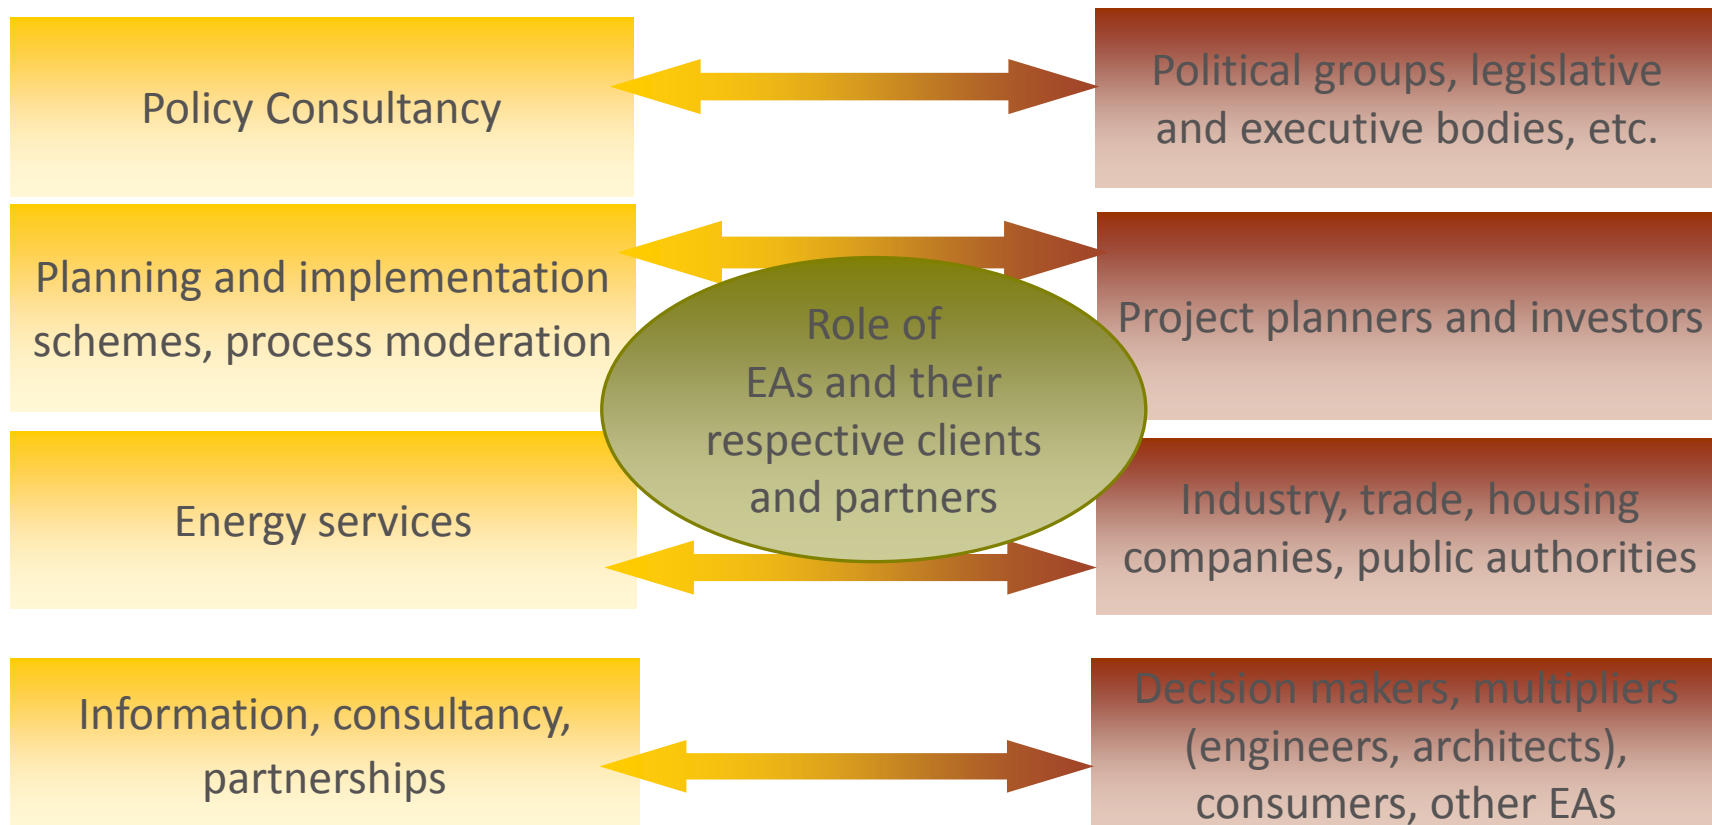 Policy Consultancy
Political groups, legislative
and executive bodies, etc.
Planning and implementation
schemes, process moderation
Role of
EAs and their
respective clients
and partners
Project planners and investors
Energy services
Industry, trade, housing
companies, public authorities
Information, consultancy,
partnerships
Decision makers, multipliers
(engineers, architects),
consumers, other EAs